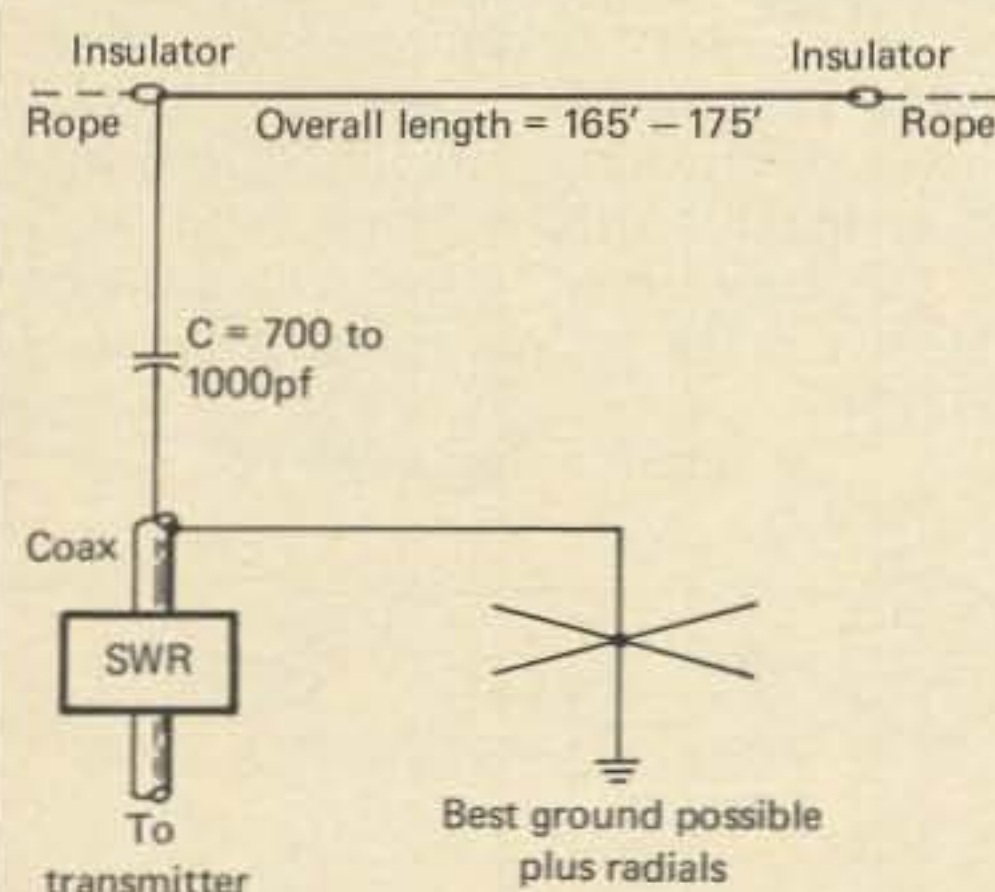 Insulator
Insulator
Rope
Overall length = 165′ – 175′
Rope
C = 700 to
1000pf
Coax
SWR
Best ground possible
plus radials
To
transmitter